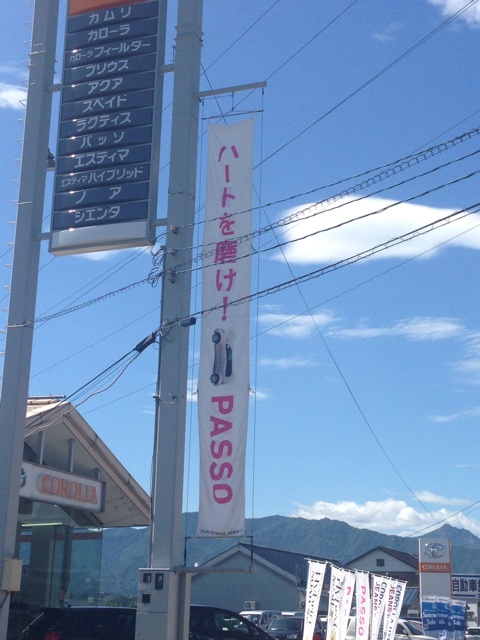 カムリ
カローラ
カローラフィールダー
プリウス
アクア
スペイド
ラクティス
パッソ
エスティマ
エスティマハイブリッド
ノア
シエンタ
ハートを磨け!
PASSO
COROLLA
COROLLA
自動車
PASSO